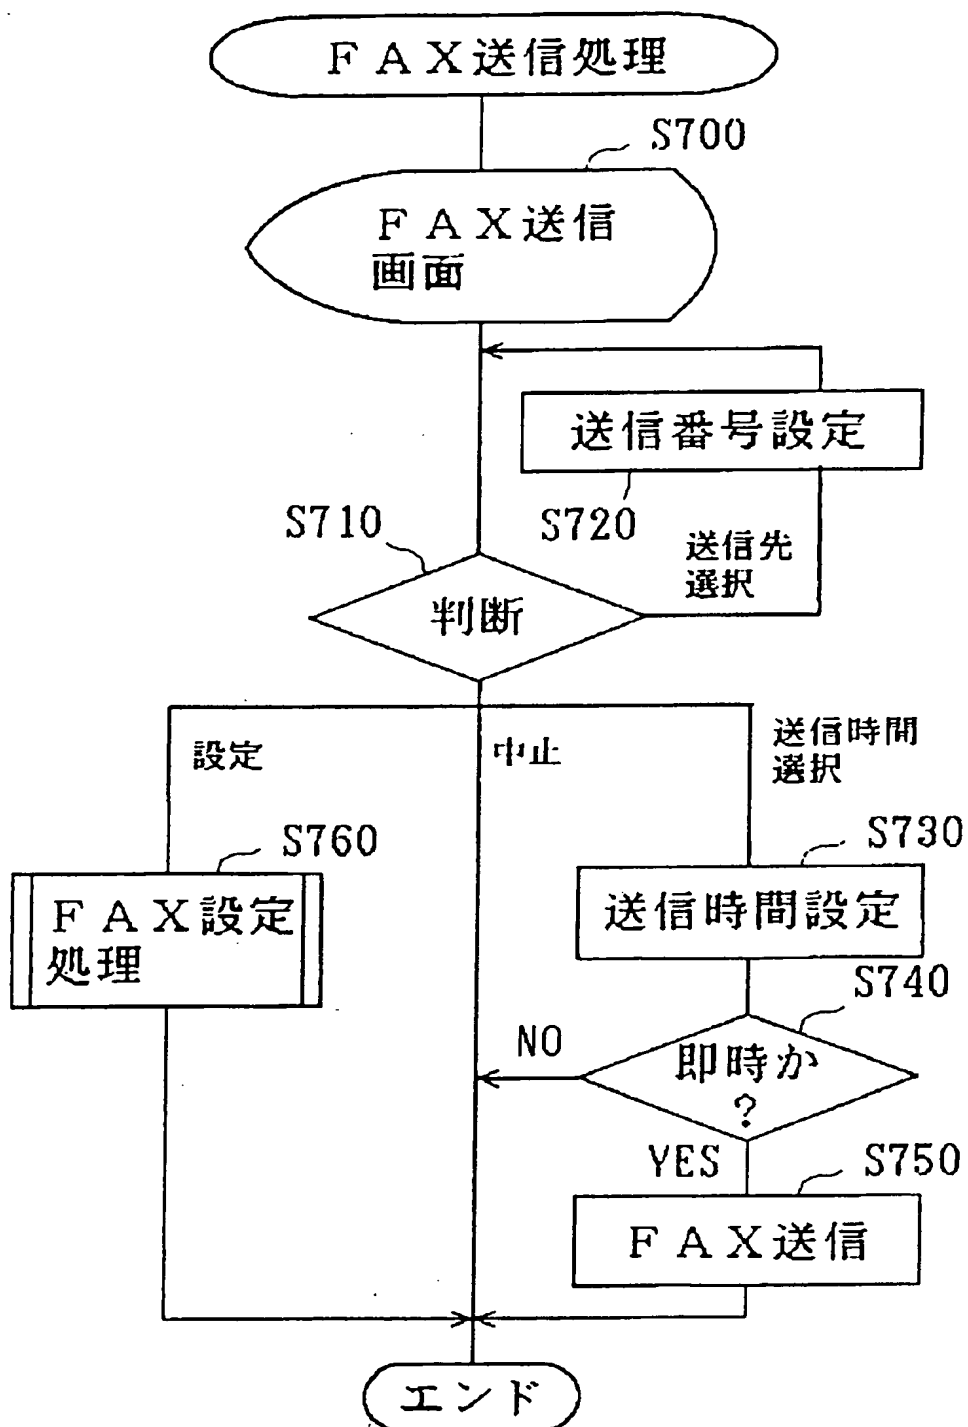 ＦＡＸ送信処理
S700
ＦＡＸ送信
画面
送信番号設定
S720
S710
送信先
選択
判断
設定
中止
送信時間
選択
S760
S730
ＦＡＸ設定
処理
送信時間設定
S740
NO
即時か
？
YES
S750
ＦＡＸ送信
エンド